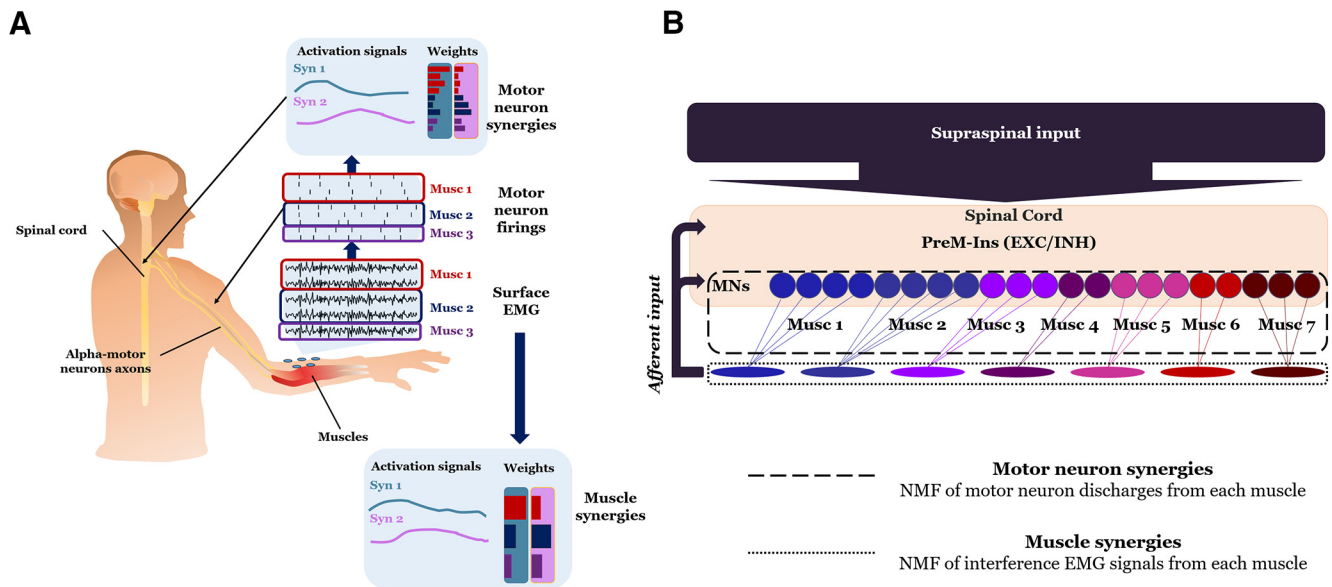 A
Activation signals
Weights
Syn 1
Syn 2
Motor
neuron
synergies
Musc 1
Musc 2
Musc 3
Motor
neuron
firings
Spinal cord
Musc 1
Musc 2
Musc 3
Surface
EMG
Alpha-motor
neurons axons
Muscles
Activation signals
Weights
Syn 1
Syn 2
Muscle
synergies
B
Supraspinal input
Spinal Cord
PreM-Ins (EXC/INH)
MNs
Afferent input
Musc 1
Musc 2
Musc 3
Musc 4
Musc 5
Musc 6
Musc 7
Motor neuron synergies
NMF of motor neuron discharges from each muscle
Muscle synergies
NMF of interference EMG signals from each muscle